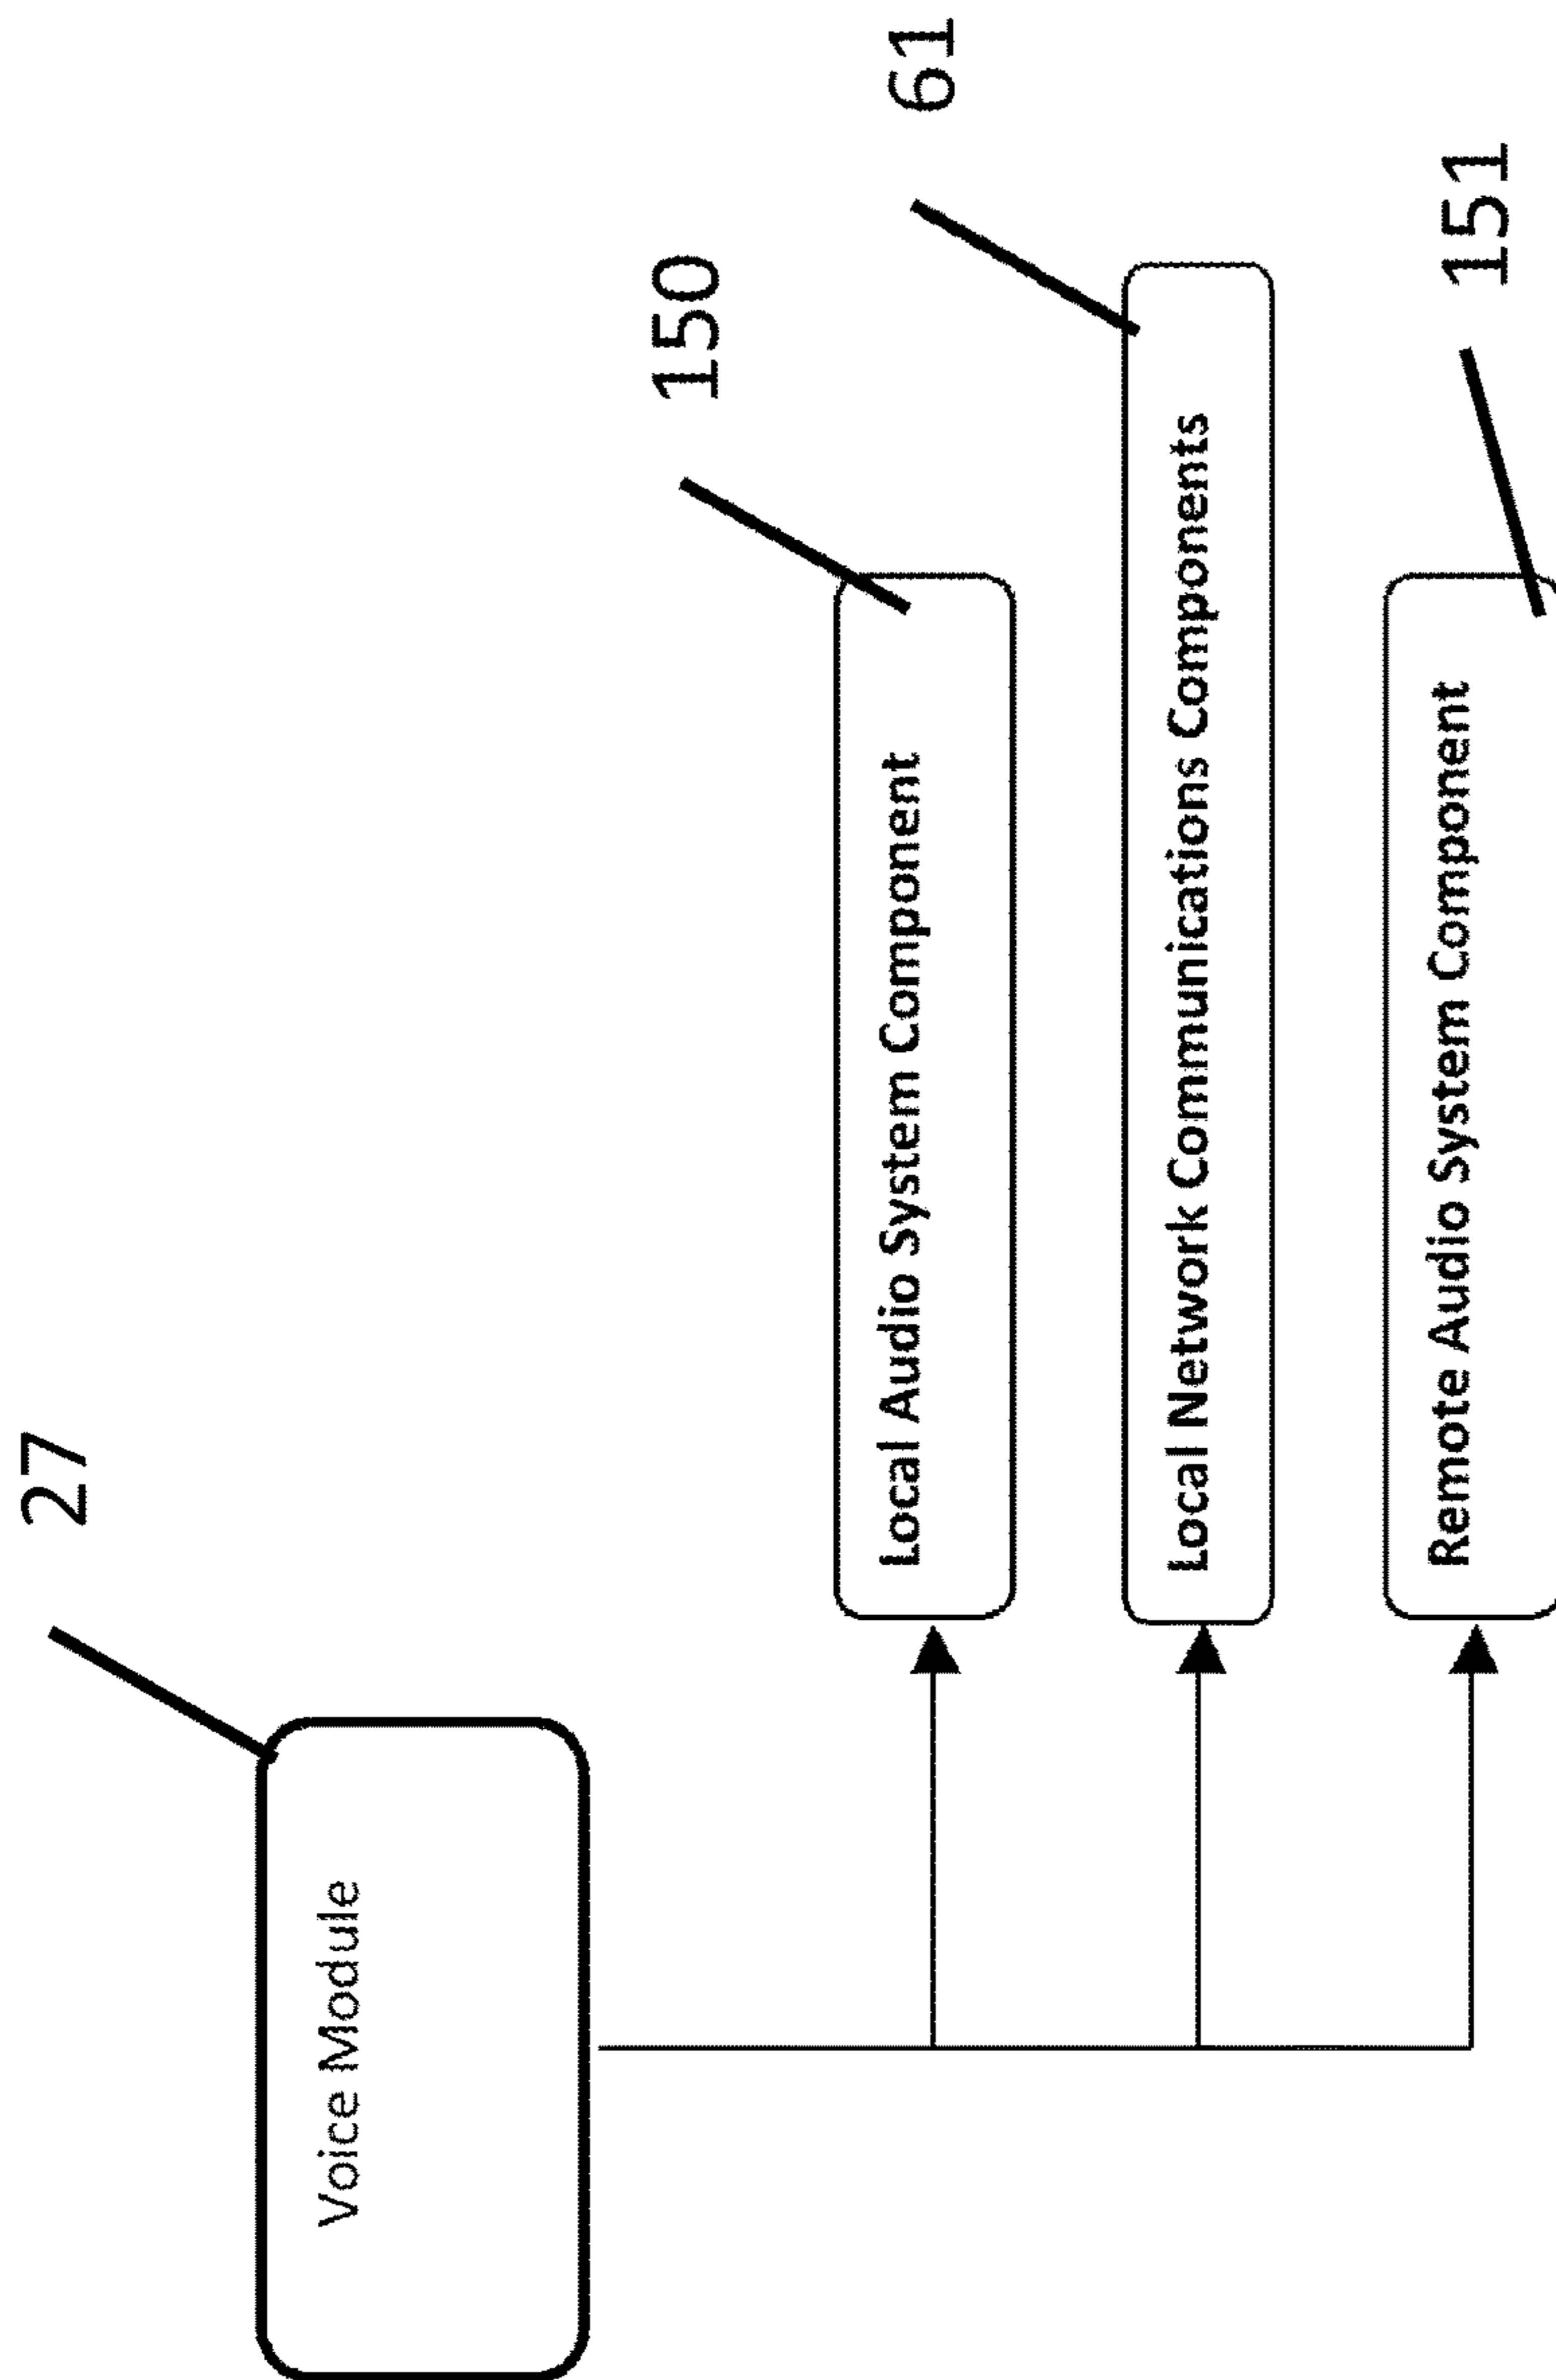 27
Voice Module
150
Local Audio System Component
61
Local Network Communications Components
151
Remote Audio System Component